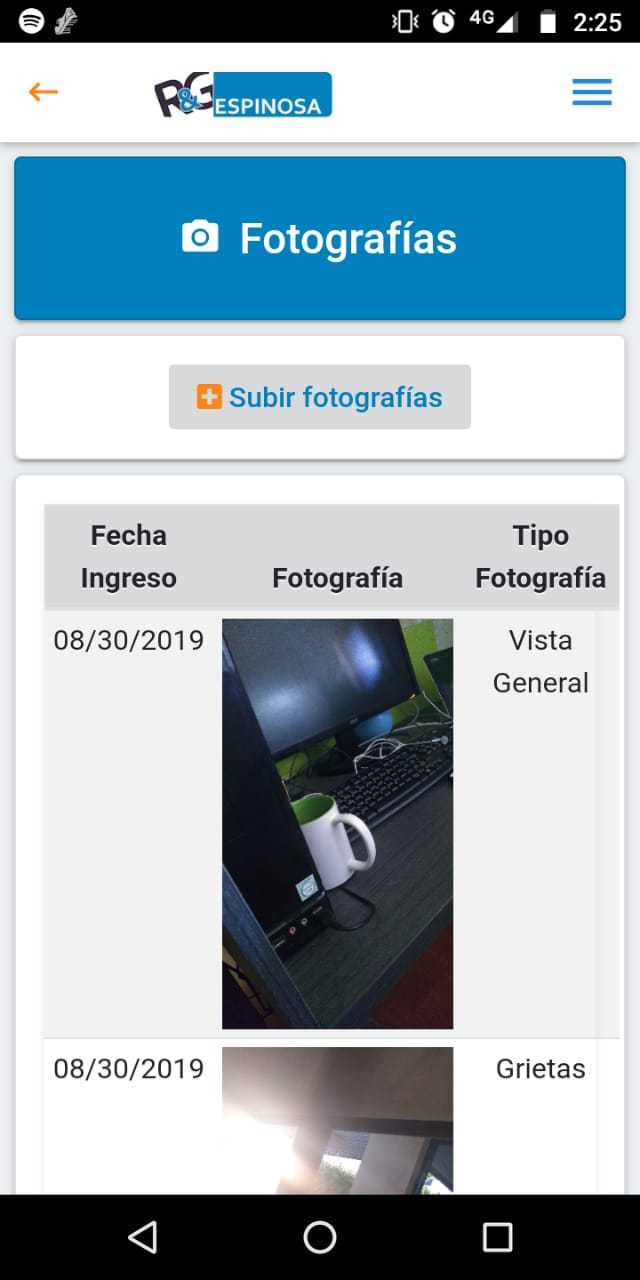 4G 2:25
R&G ESPINOSA
Fotografías
Subir fotografías
Fecha Ingreso
Fotografía
Tipo Fotografía
08/30/2019
Vista General
08/30/2019
Grietas